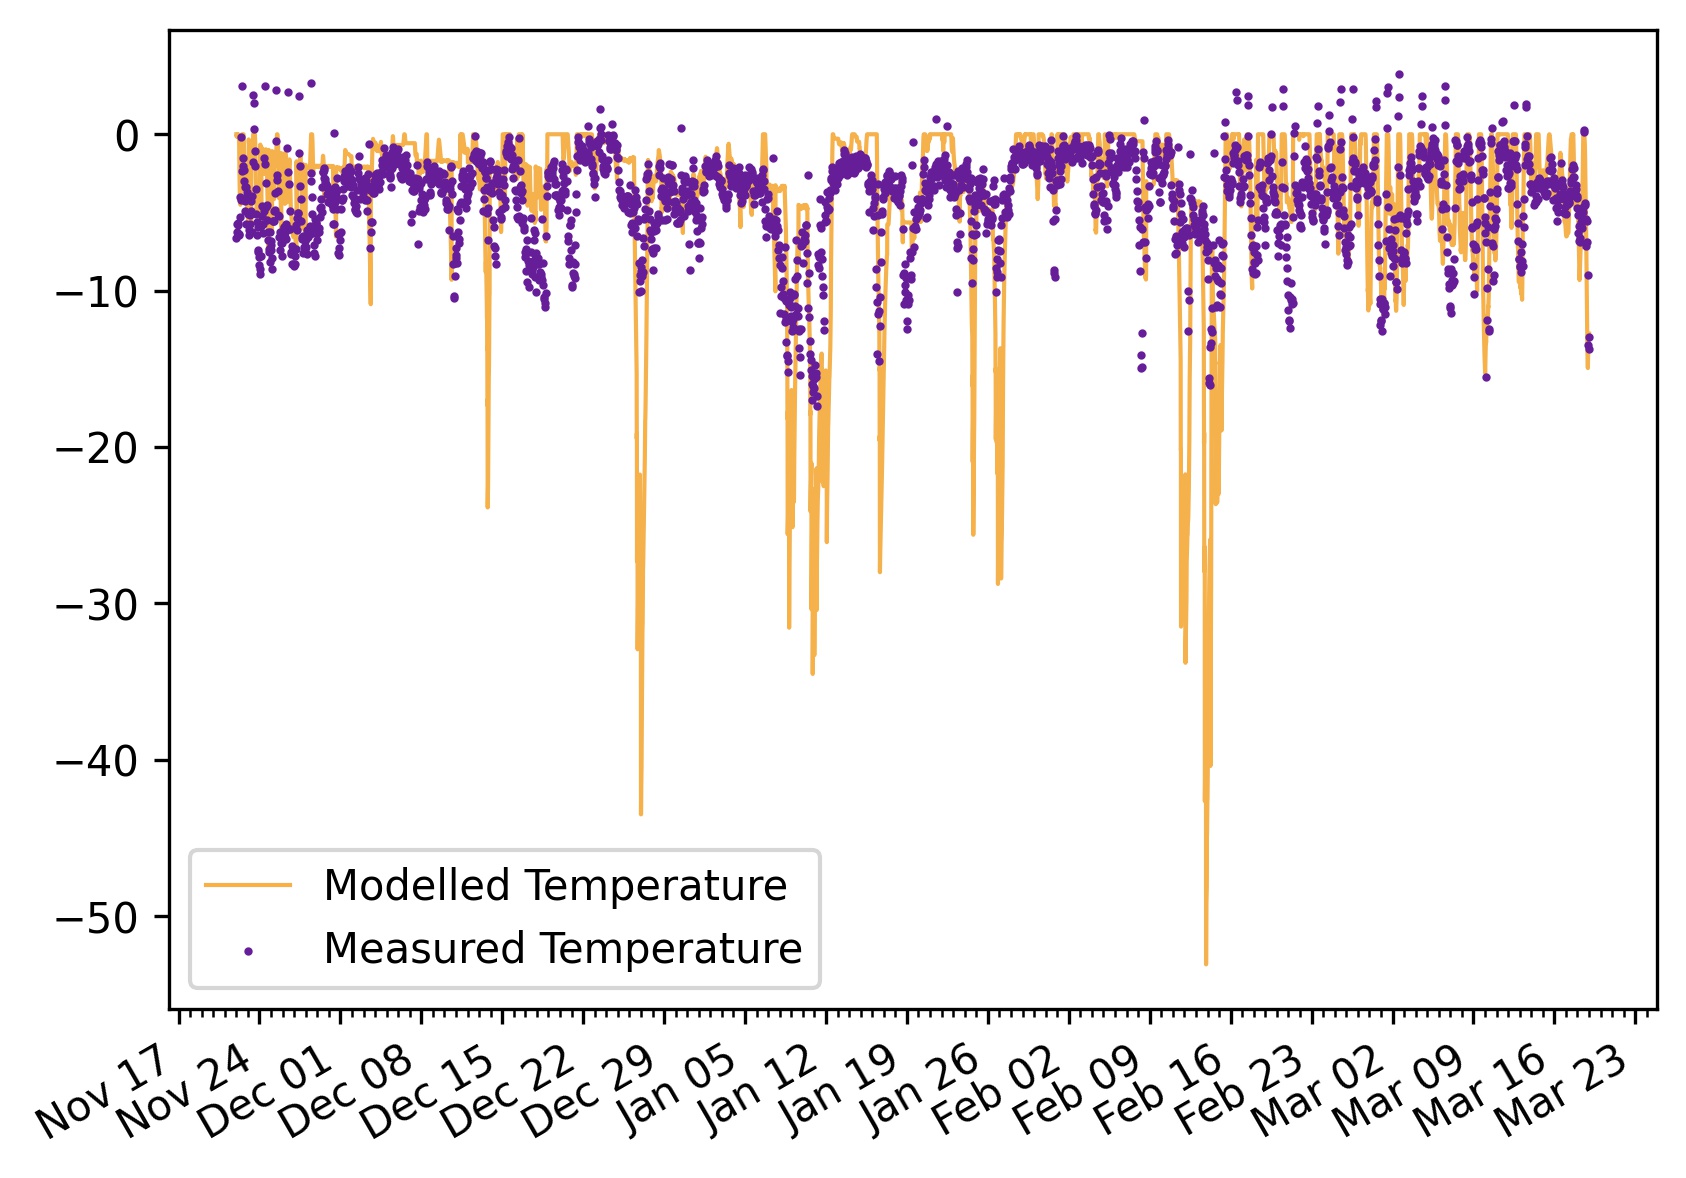 0
−10
−20
−30
−40
−50
Modelled Temperature
Measured Temperature
Nov 17
Nov 24
Dec 01
Dec 08
Dec 15
Dec 22
Dec 29
Jan 05
Jan 12
Jan 19
Jan 26
Feb 02
Feb 09
Feb 16
Feb 23
Mar 02
Mar 09
Mar 16
Mar 23